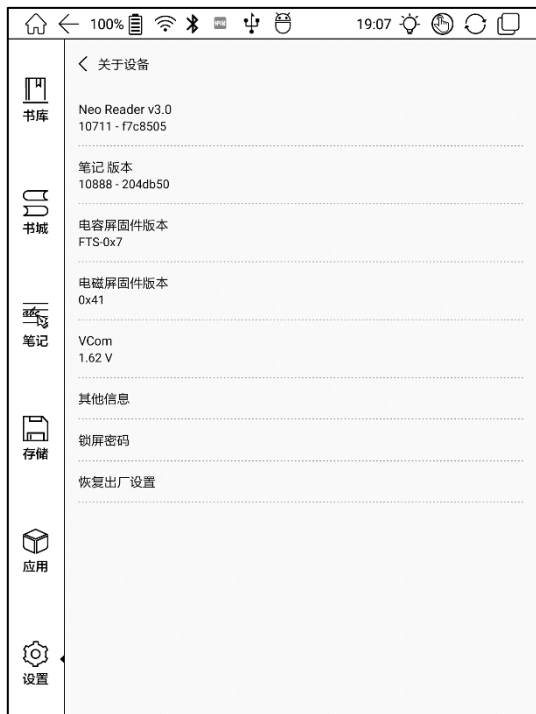 100%
19:07
书库
书城
笔记
存储
应用
设置
关于设备
Neo Reader v3.0
10711 - f7c8505
笔记 版本
10888 - 204db50
电容屏固件版本
FTS-0x7
电磁屏固件版本
0x41
VCom
1.62 V
其他信息
锁屏密码
恢复出厂设置